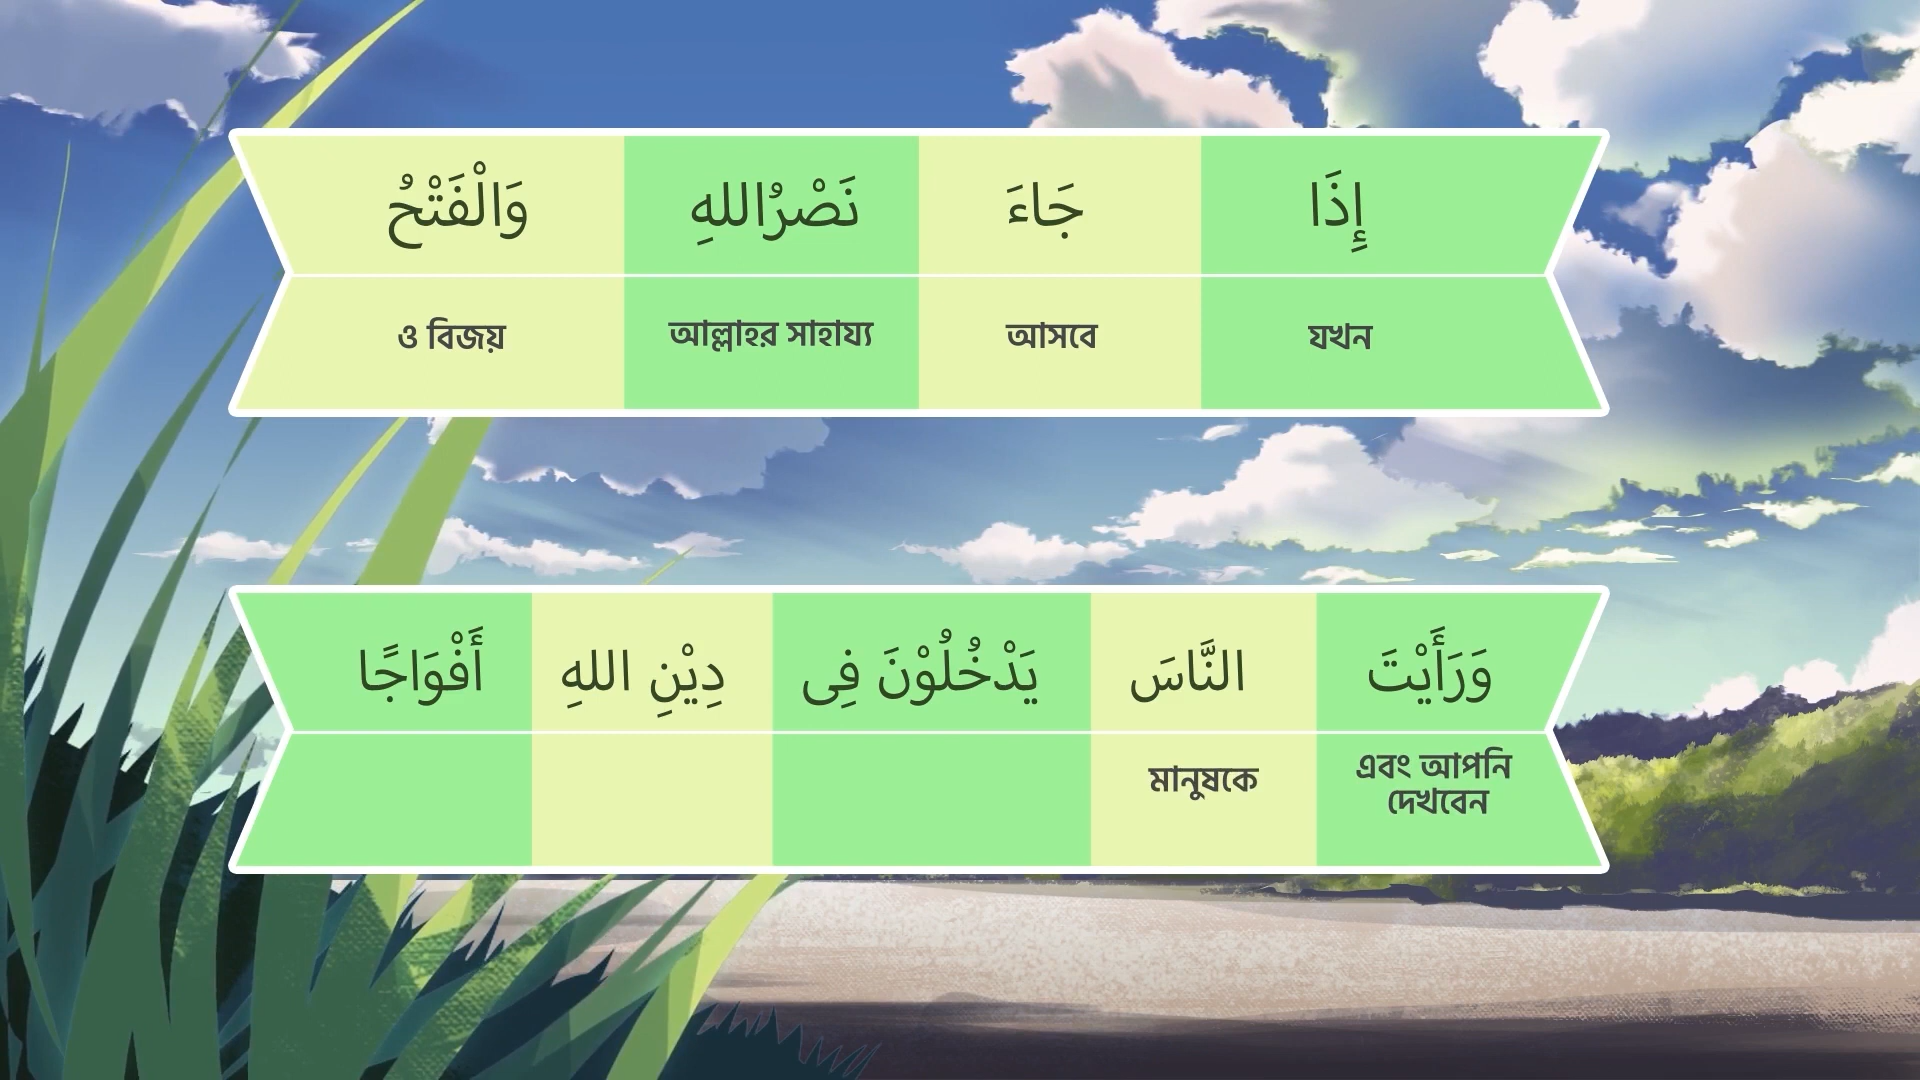 إِذَا جَاءَ نَصْرُاللهِ وَالْفَتْحُ
যখন আসবে আল্লাহর সাহায্য ও বিজয়
وَرَأَيْتَ النَّاسَ يَدْخُلُوْنَ فِى دِيْنِ اللهِ أَفْوَاجًا
এবং আপনি
দেখবেন
মানুষকে